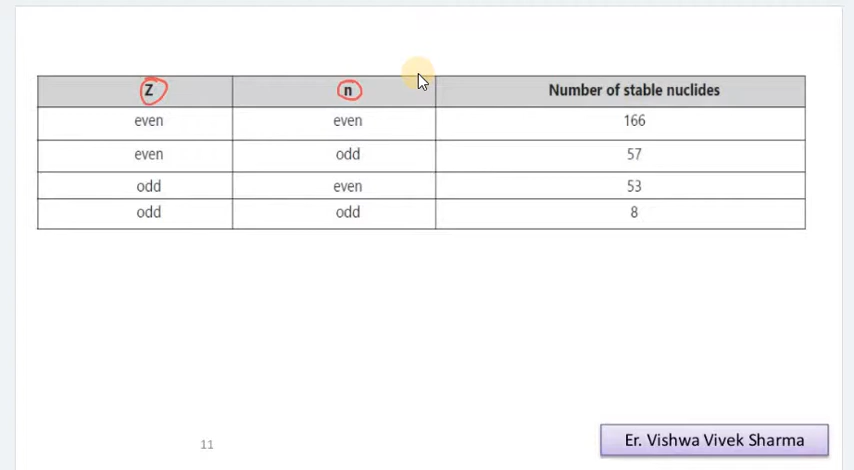 Z n Number of stable nuclides
even even 166
even odd 57
odd even 53
odd odd 8
11
Er. Vishwa Vivek Sharma